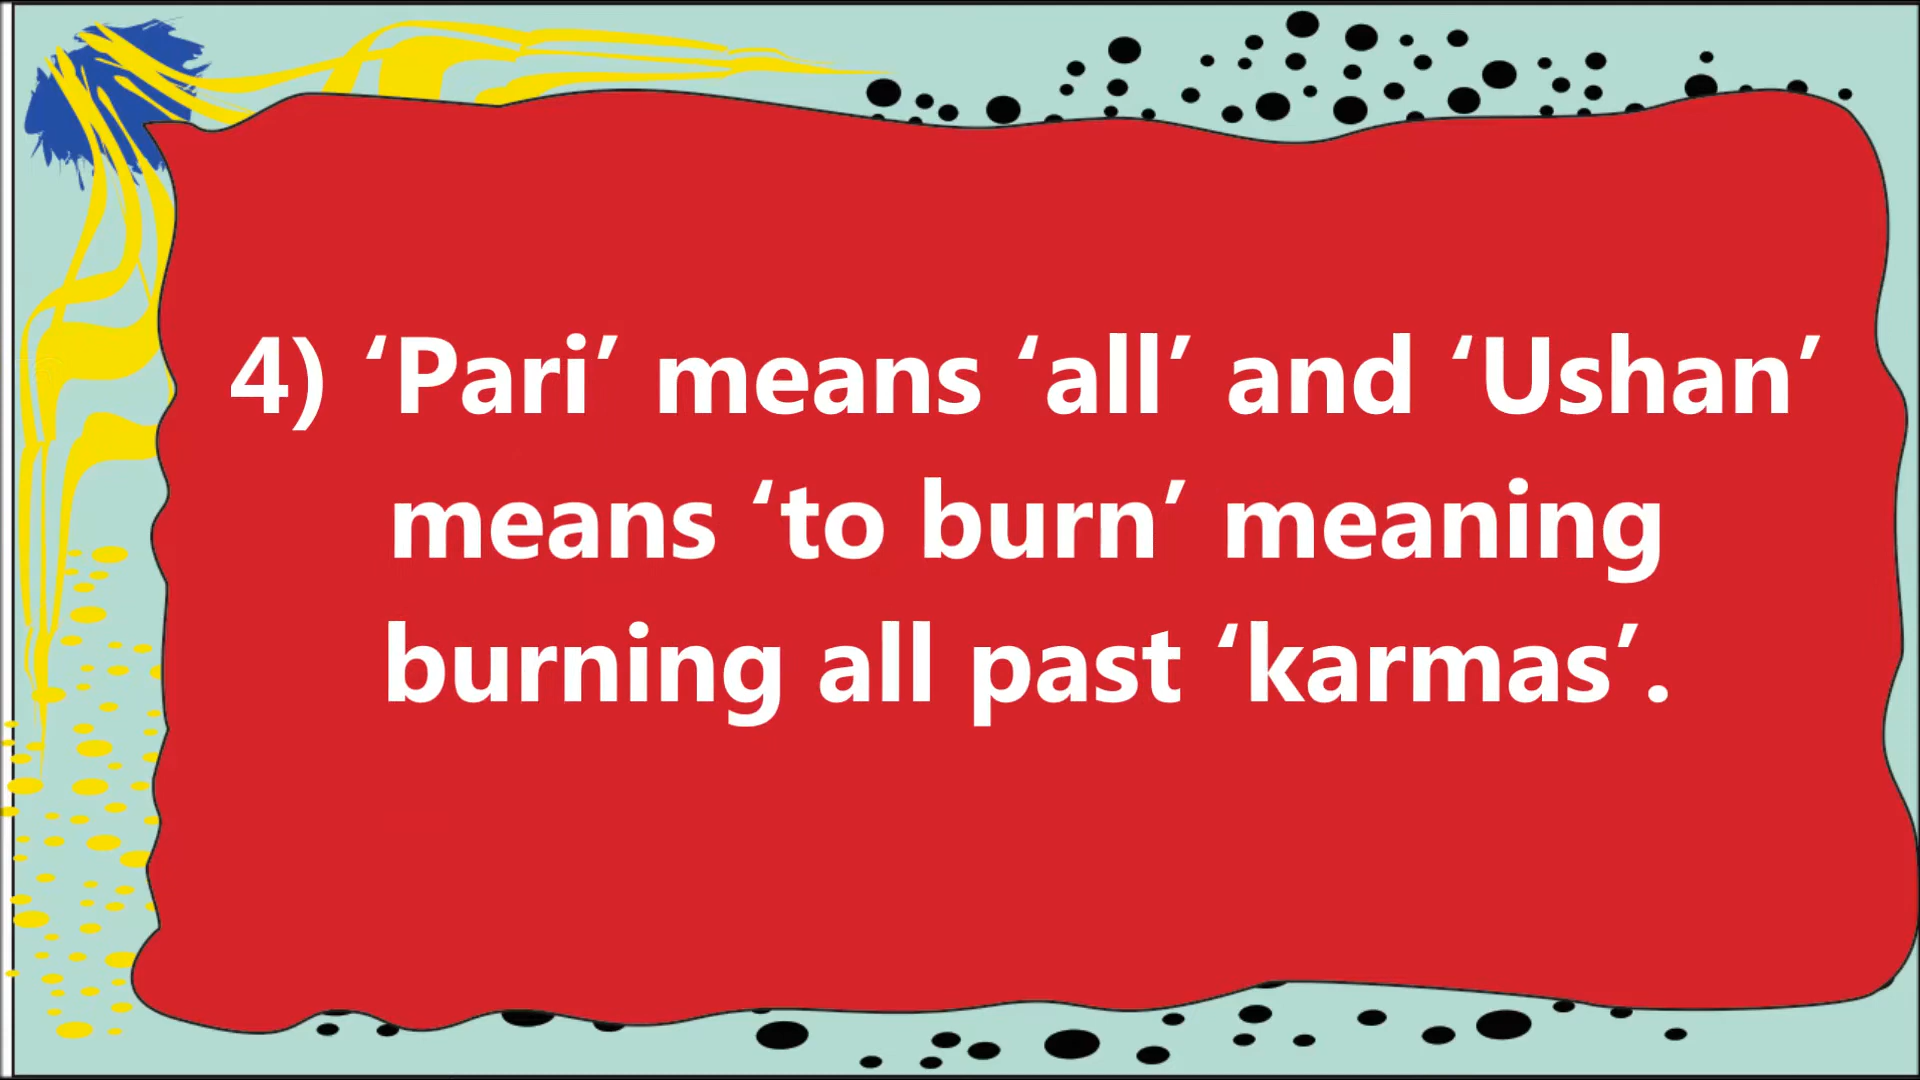 4) ‘Pari’ means ‘all’ and ‘Ushan’
means ‘to burn’ meaning
burning all past ‘karmas’.